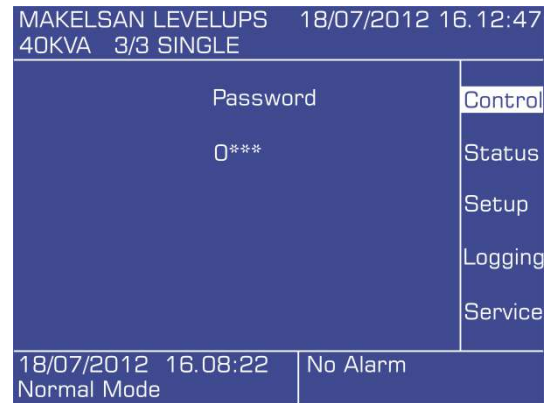 MAKELSAN LEVELUPS 18/07/2012 16.12:47
40KVA 3/3 SINGLE
Password
0***
Control
Status
Setup
Logging
Service
18/07/2012 16.08:22 No Alarm
Normal Mode